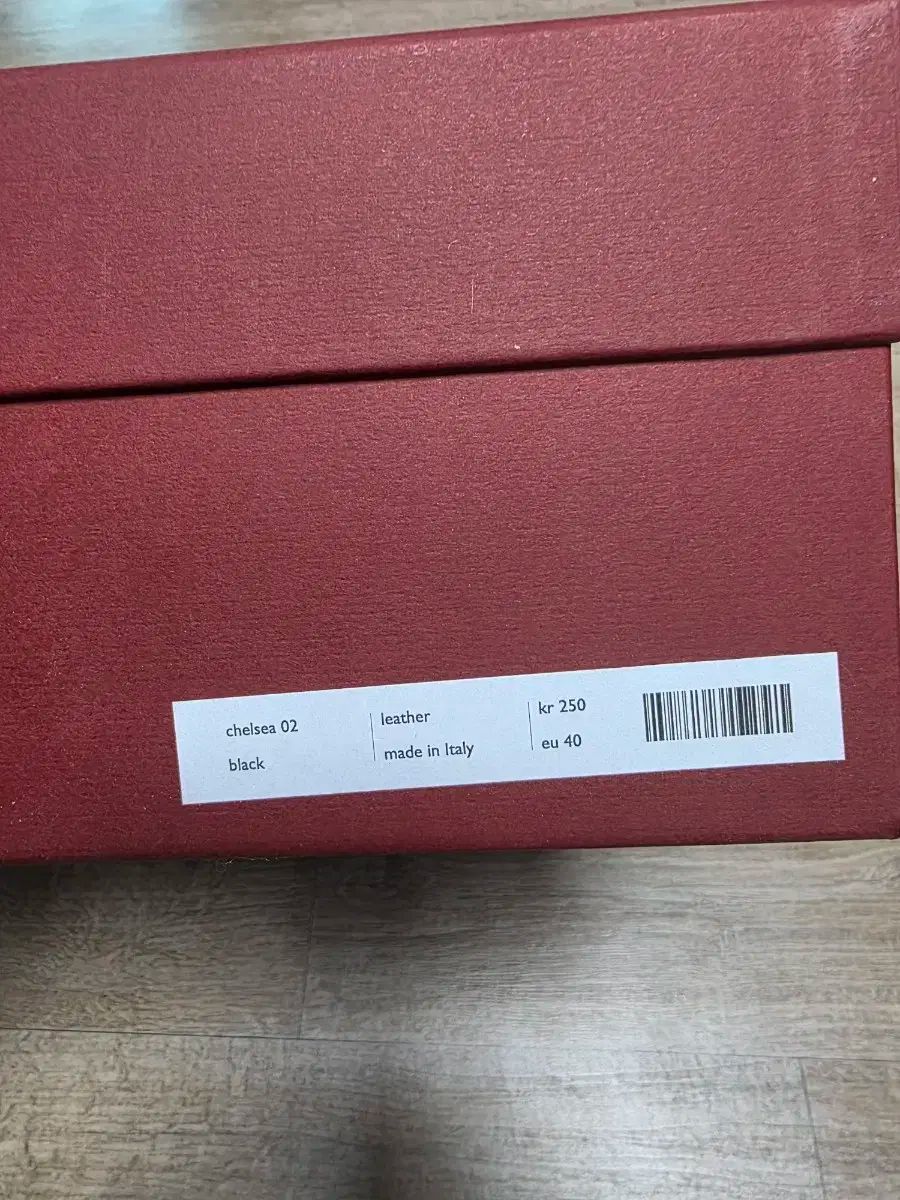 chelsea 02
black
leather
made in Italy
kr 250
eu 40